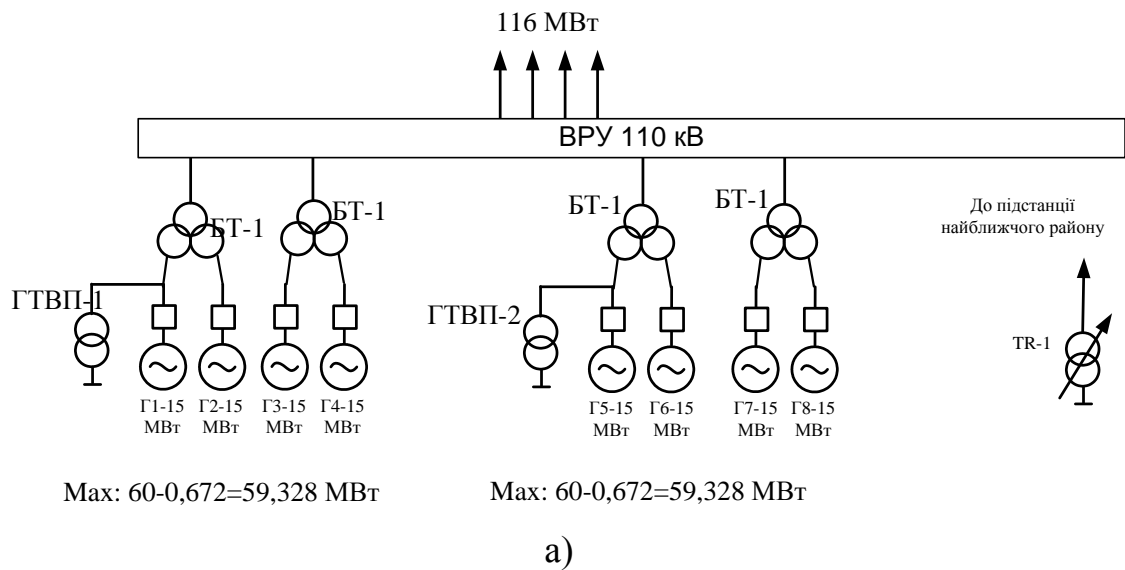 116 МВт
ВРУ 110 кВ
БТ-1
БТ-1
БТ-1
БТ-1
До підстанції
найближчого району
ГТВП-1
ГТВП-2
TR-1
Г1-15
МВт
Г2-15
МВт
Г3-15
МВт
Г4-15
МВт
Г5-15
МВт
Г6-15
МВт
Г7-15
МВт
Г8-15
МВт
Max: 60-0,672=59,328 МВт
Max: 60-0,672=59,328 МВт
а)